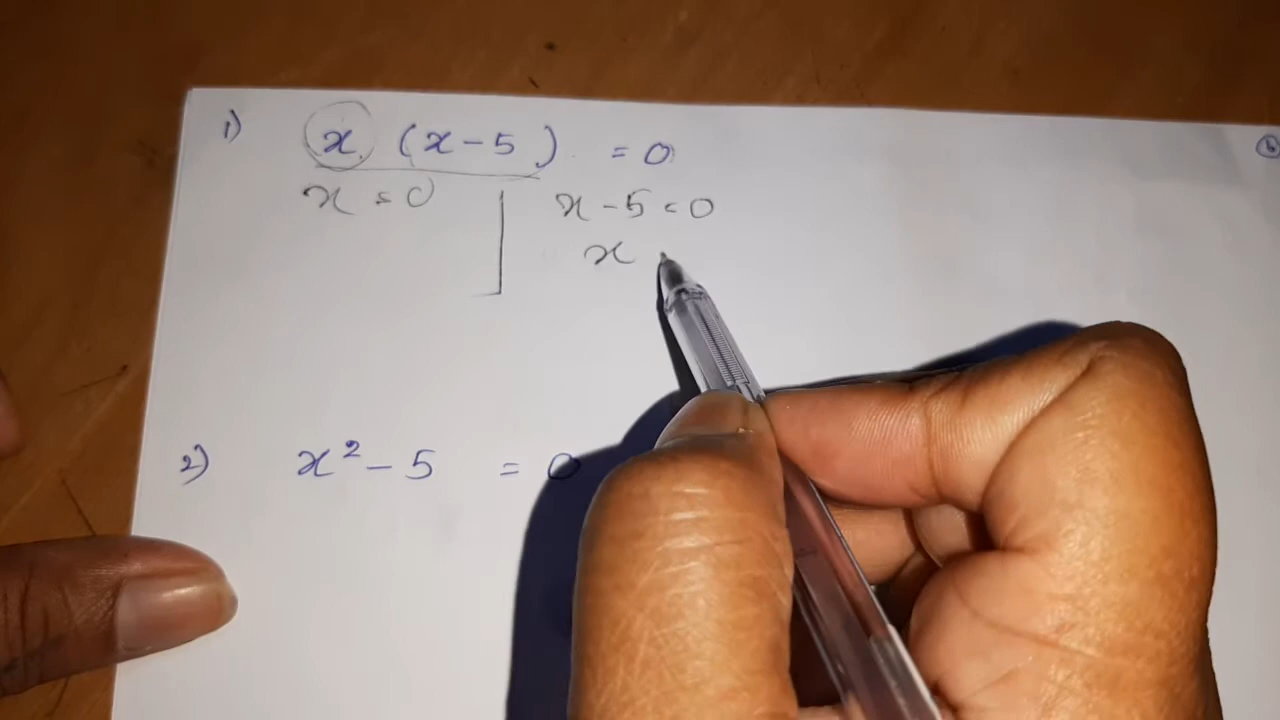 1) x (x-5) = 0
x = 0 | x - 5 = 0
x
2) x² - 5 = 0